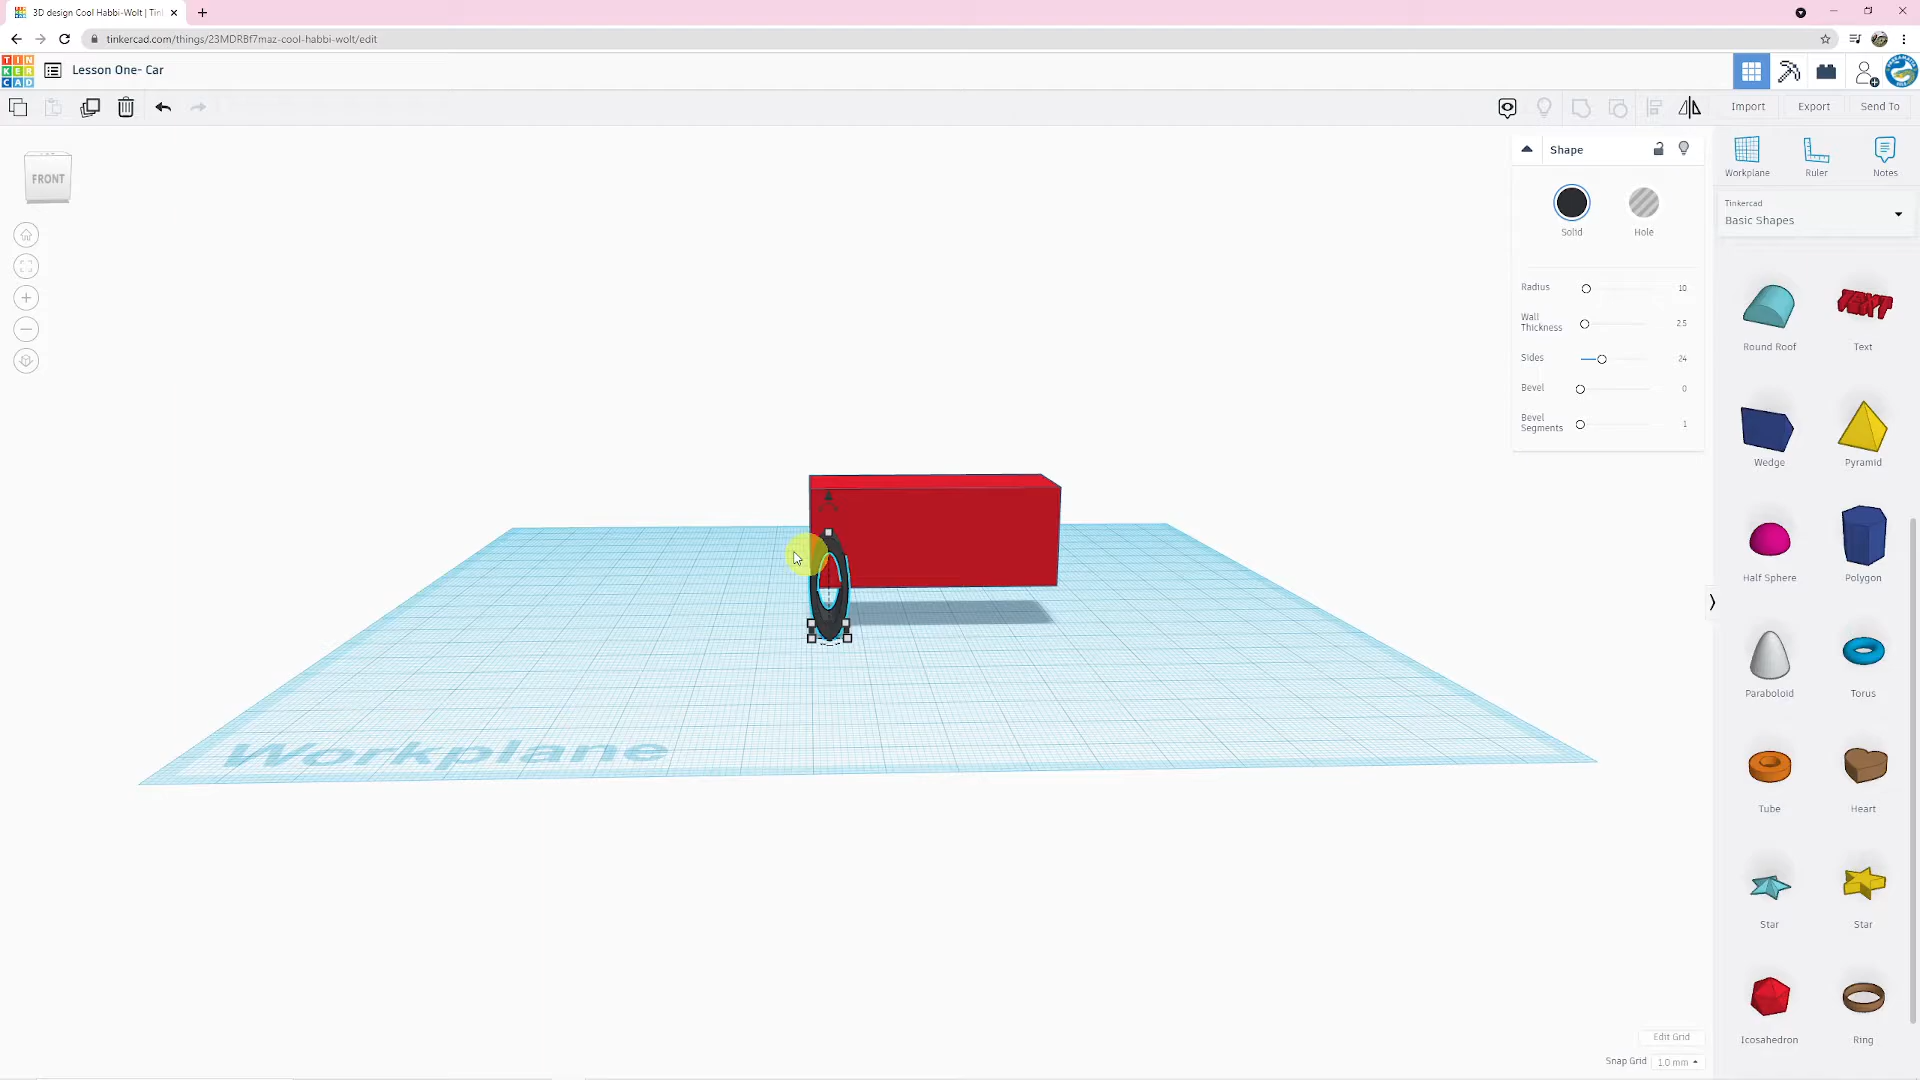 3D design Cool Habbi-Wolt | Tin
tinkercad.com/things/23MDRBf7maz-cool-habbi-wolt/edit
TIN
KER
CAD
Lesson One- Car
Import
Export
Send To
FRONT
Shape
Solid
Hole
Radius
10
Wall
Thickness
2.5
Sides
24
Bevel
0
Bevel
Segments
1
Workplane
Ruler
Notes
Tinkercad
Basic Shapes
TEXT
Round Roof
Text
Wedge
Pyramid
Half Sphere
Polygon
Paraboloid
Torus
Tube
Heart
Star
Star
Icosahedron
Ring
Workplane
Edit Grid
Snap Grid
1.0 mm